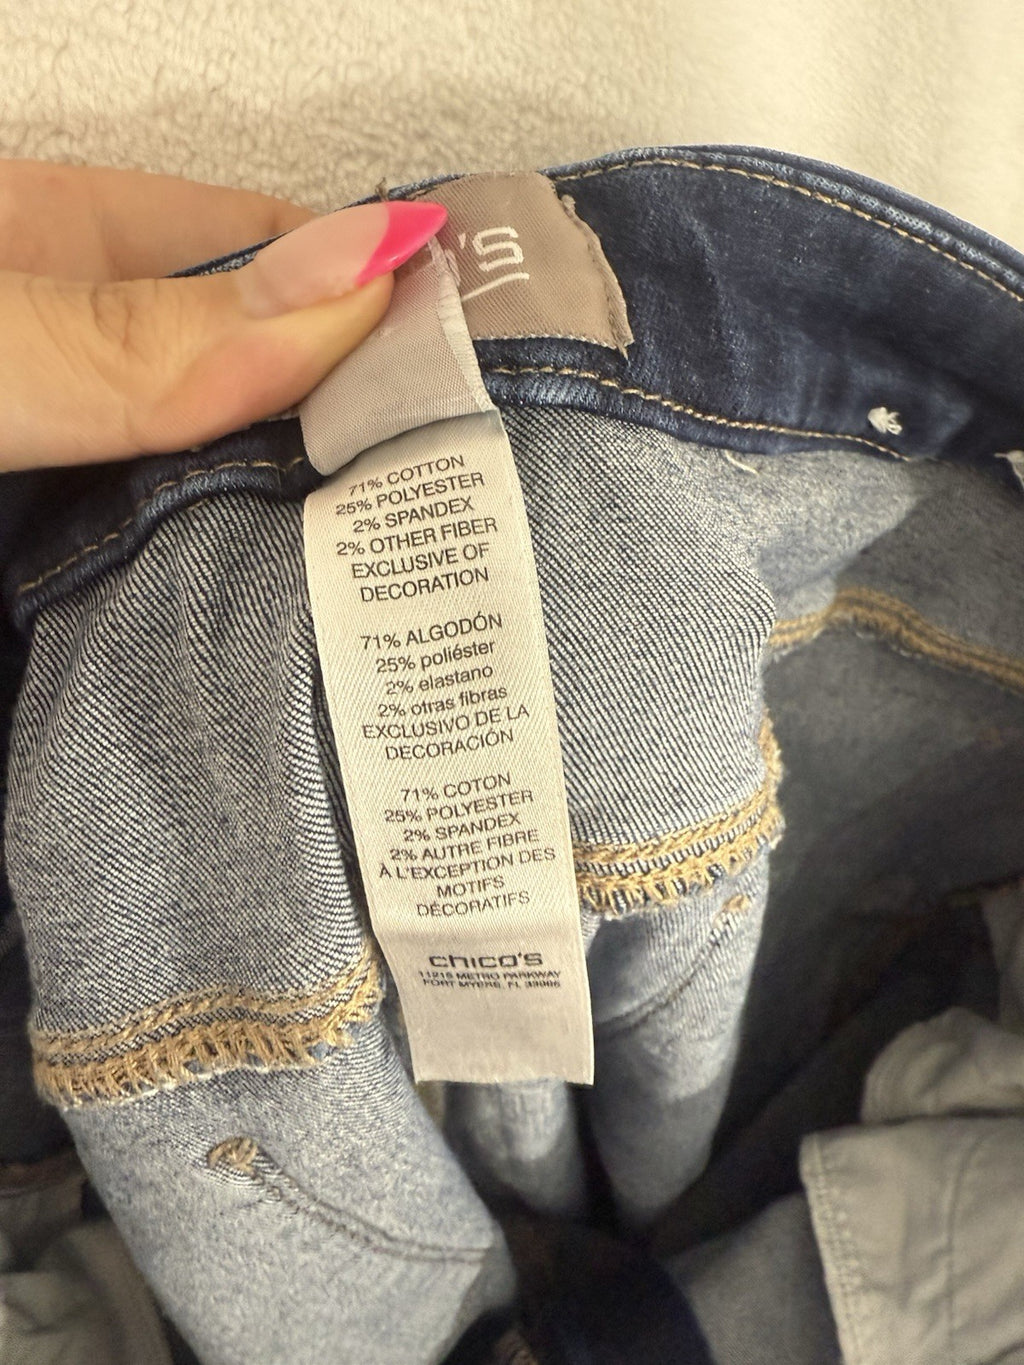 's
71% COTTON
25% POLYESTER
2% SPANDEX
2% OTHER FIBER
EXCLUSIVE OF
DECORATION
71% ALGODÓN
25% poliéster
2% elastano
2% otras fibras
EXCLUSIVO DE LA
DECORACIÓN
71% COTON
25% POLYESTER
2% SPANDEX
2% AUTRE FIBRE
À L'EXCEPTION DES
MOTIFS
DÉCORATIFS
chico's
11215 METRO PARKWAY
FORT MYERS, FL 33966